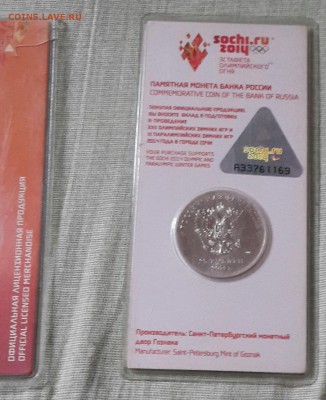 COINS.LAVE.RU
ОФИЦИАЛЬНАЯ ЛИЦЕНЗИОННАЯ ПРОДУКЦИЯ
OFFICIAL LICENSED MERCHANDISE
sochi.ru
2014
ЭСТАФЕТА
ОЛИМПИЙСКОГО
ОГНЯ
ПАМЯТНАЯ МОНЕТА БАНКА РОССИИ
COMMEMORATIVE COIN OF THE BANK OF RUSSIA
ПОКУПАЯ ОФИЦИАЛЬНУЮ ПРОДУКЦИЮ,
ВЫ ВНОСИТЕ ВКЛАД В ПОДГОТОВКУ
И ПРОВЕДЕНИЕ
XXII ОЛИМПИЙСКИХ ЗИМНИХ ИГР И
XI ПАРАЛИМПИЙСКИХ ЗИМНИХ ИГР
2014 ГОДА В ГОРОДЕ СОЧИ
YOUR PURCHASE SUPPORTS
THE SOCHI 2014 OLYMPIC AND
PARALYMPIC WINTER GAMES
sochi.ru
2014
A33761169
Производитель: Санкт-Петербургский монетный
двор Гознака
Manufacturer: Saint-Petersburg Mint of Goznak